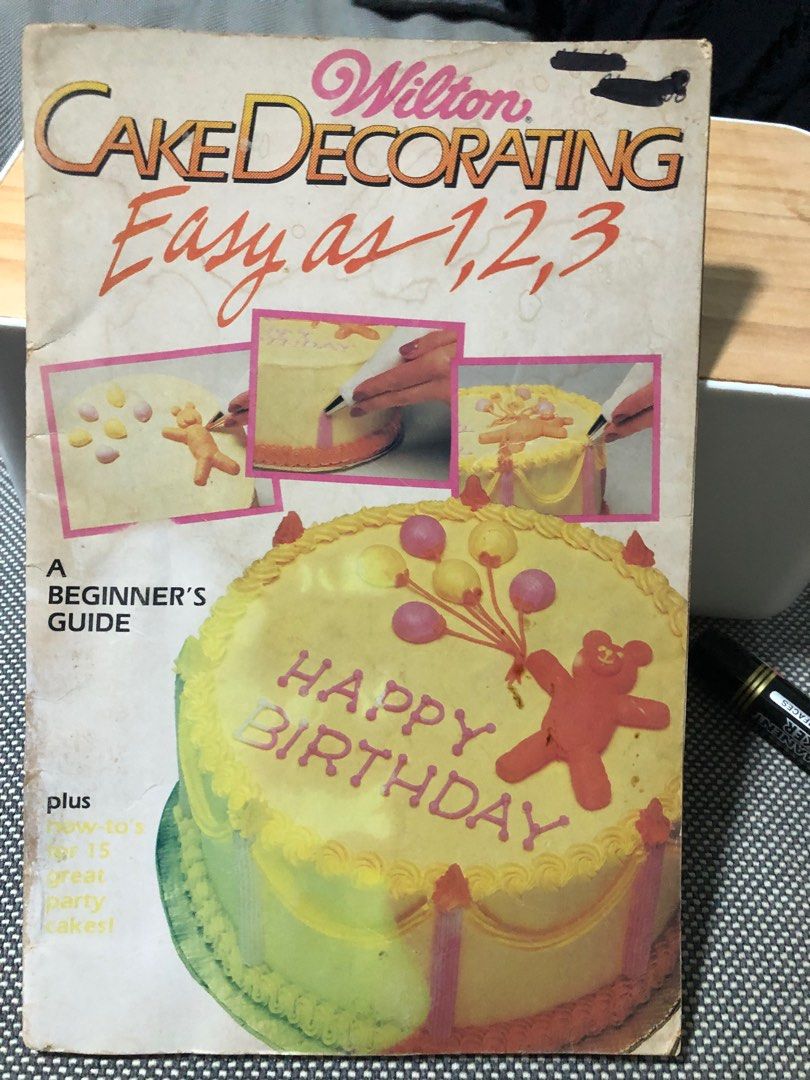 Wilton®
CAKE DECORATING
Easy as 1,2,3
A
BEGINNER'S
GUIDE
HAPPY
BIRTHDAY
plus
how-to's
for 15
great
party
cakes!